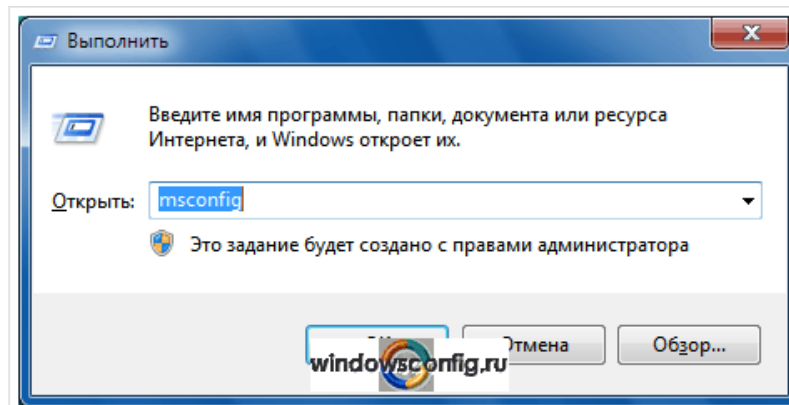 Выполнить
Введите имя программы, папки, документа или ресурса
Интернета, и Windows откроет их.
Открыть:
msconfig
Это задание будет создано с правами администратора
Отмена
Обзор...
windowsconfig.ru